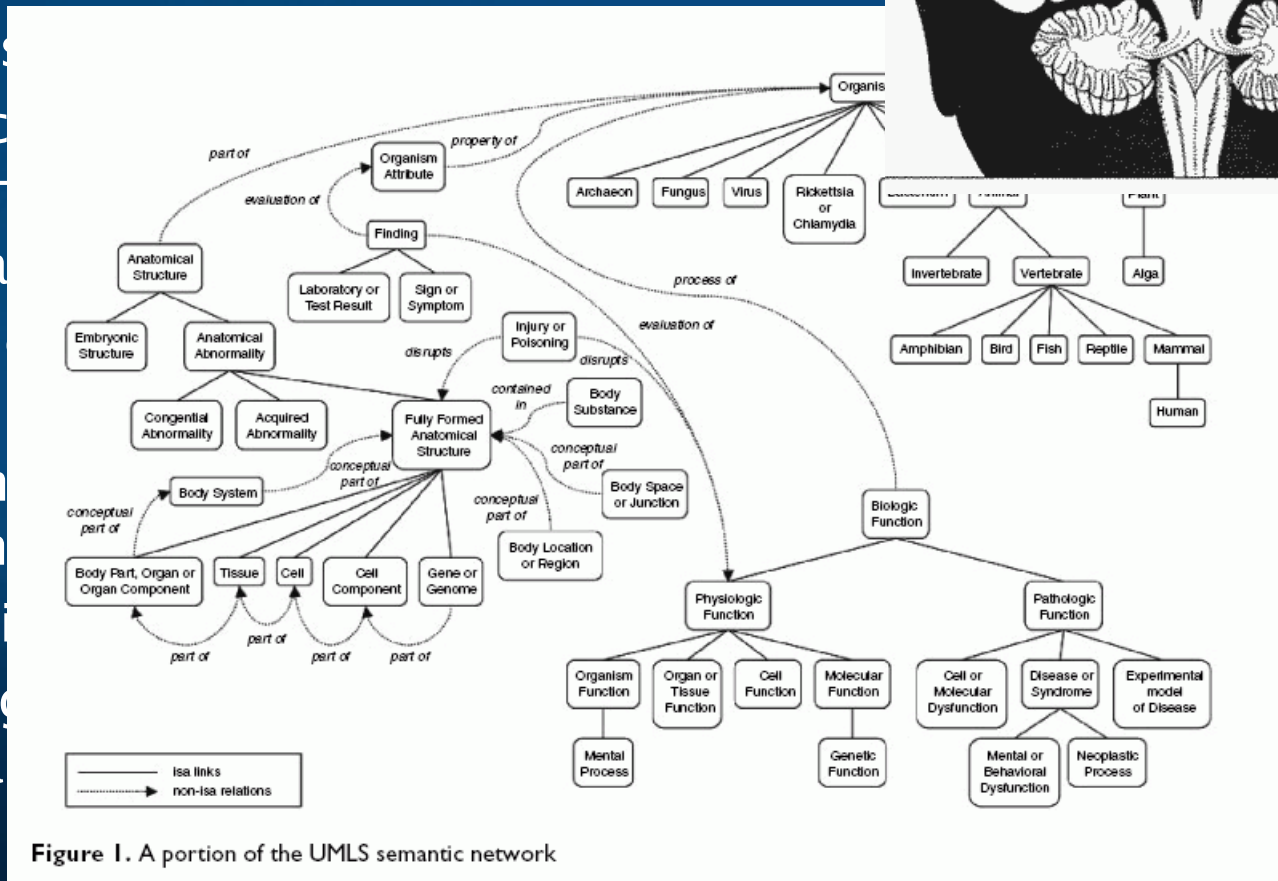 Organis
part of
property of
Organism
Attribute
evaluation of
Archaeon
Fungus
Virus
Rickettsia
or
Chlamydia
Bacterium
Animal
Plant
Finding
Anatomical
Structure
Laboratory or
Test Result
Sign or
Symptom
process of
Invertebrate
Vertebrate
Alga
Embryonic
Structure
Anatomical
Abnormality
Injury or
Poisoning
evaluation of
disrupts
disrupts
Amphibian
Bird
Fish
Reptile
Mammal
Human
Congential
Abnormality
Acquired
Abnormality
Fully Formed
Anatomical
Structure
contained
in
Body
Substance
conceptual
part of
Body System
conceptual
part of
Body Space
or Junction
conceptual
part of
conceptual
part of
Body Location
or Region
Biologic
Function
Body Part, Organ or
Organ Component
Tissue
Cell
Cell
Component
Gene or
Genome
part of
part of
part of
part of
Physiologic
Function
Pathologic
Function
Organism
Function
Organ or
Tissue
Function
Cell
Function
Molecular
Function
Cell or
Molecular
Dysfunction
Disease or
Syndrome
Experimental
model
of Disease
Mental
Process
Genetic
Function
Mental or
Behavioral
Dysfunction
Neoplastic
Process
isa links
non-isa relations
Figure 1. A portion of the UMLS semantic network